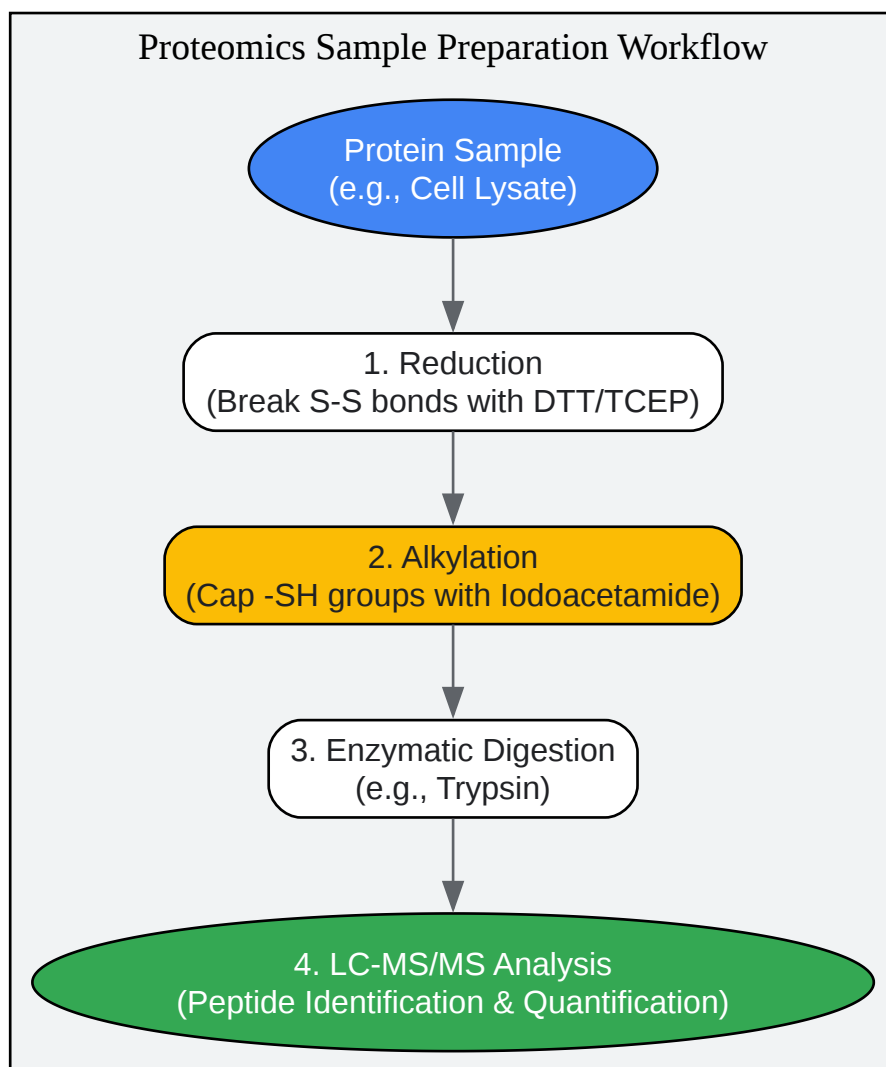 Proteomics Sample Preparation Workflow
Protein Sample
(e.g., Cell Lysate)
1. Reduction
(Break S-S bonds with DTT/TCEP)
2. Alkylation
(Cap -SH groups with Iodoacetamide)
3. Enzymatic Digestion
(e.g., Trypsin)
4. LC-MS/MS Analysis
(Peptide Identification & Quantification)